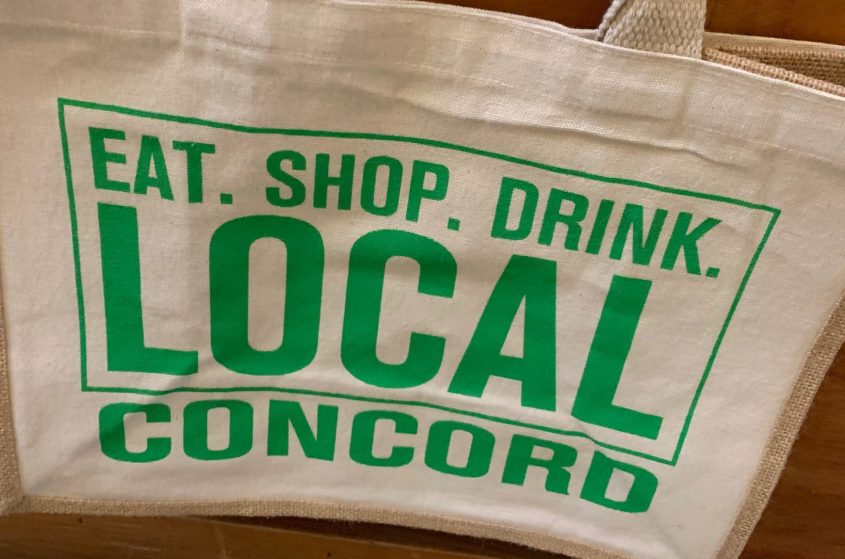 EAT. SHOP. DRINK.
LOCAL
CONCORD